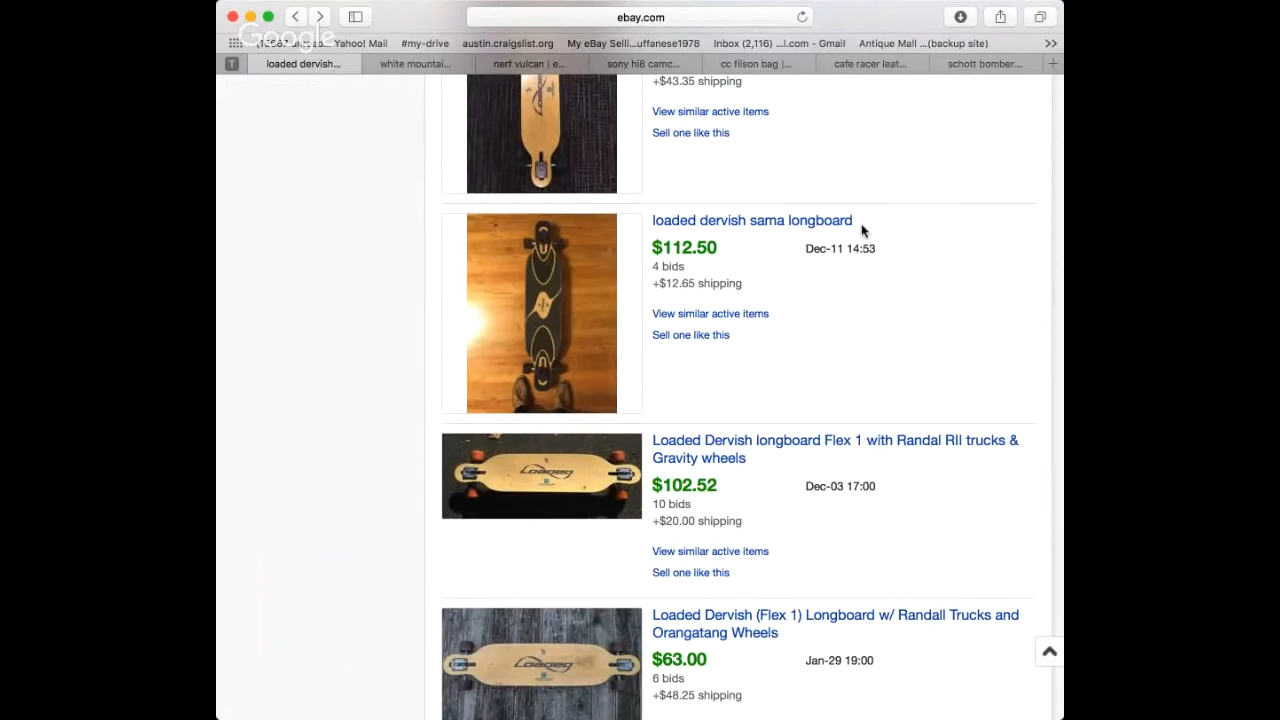 ebay.com
Google
Yahoo! Mail #my-drive austin.craigslist.org My eBay Selli...uffanese1978 Inbox (2,116) ...l.com - Gmail Antique Mall ...(backup site) >>
T loaded dervish... white mountai... nerf vulcan | e... sony hi8 camc... cc filson bag |... cafe racer leat... schott bomber... +
+$43.35 shipping
View similar active items
Sell one like this
loaded dervish sama longboard
$112.50 Dec-11 14:53
4 bids
+$12.65 shipping
View similar active items
Sell one like this
Loaded Dervish longboard Flex 1 with Randal RII trucks &
Gravity wheels
$102.52 Dec-03 17:00
10 bids
+$20.00 shipping
View similar active items
Sell one like this
Loaded
Loaded Dervish (Flex 1) Longboard w/ Randall Trucks and
Orangatang Wheels
$63.00 Jan-29 19:00
6 bids
+$48.25 shipping
Loaded